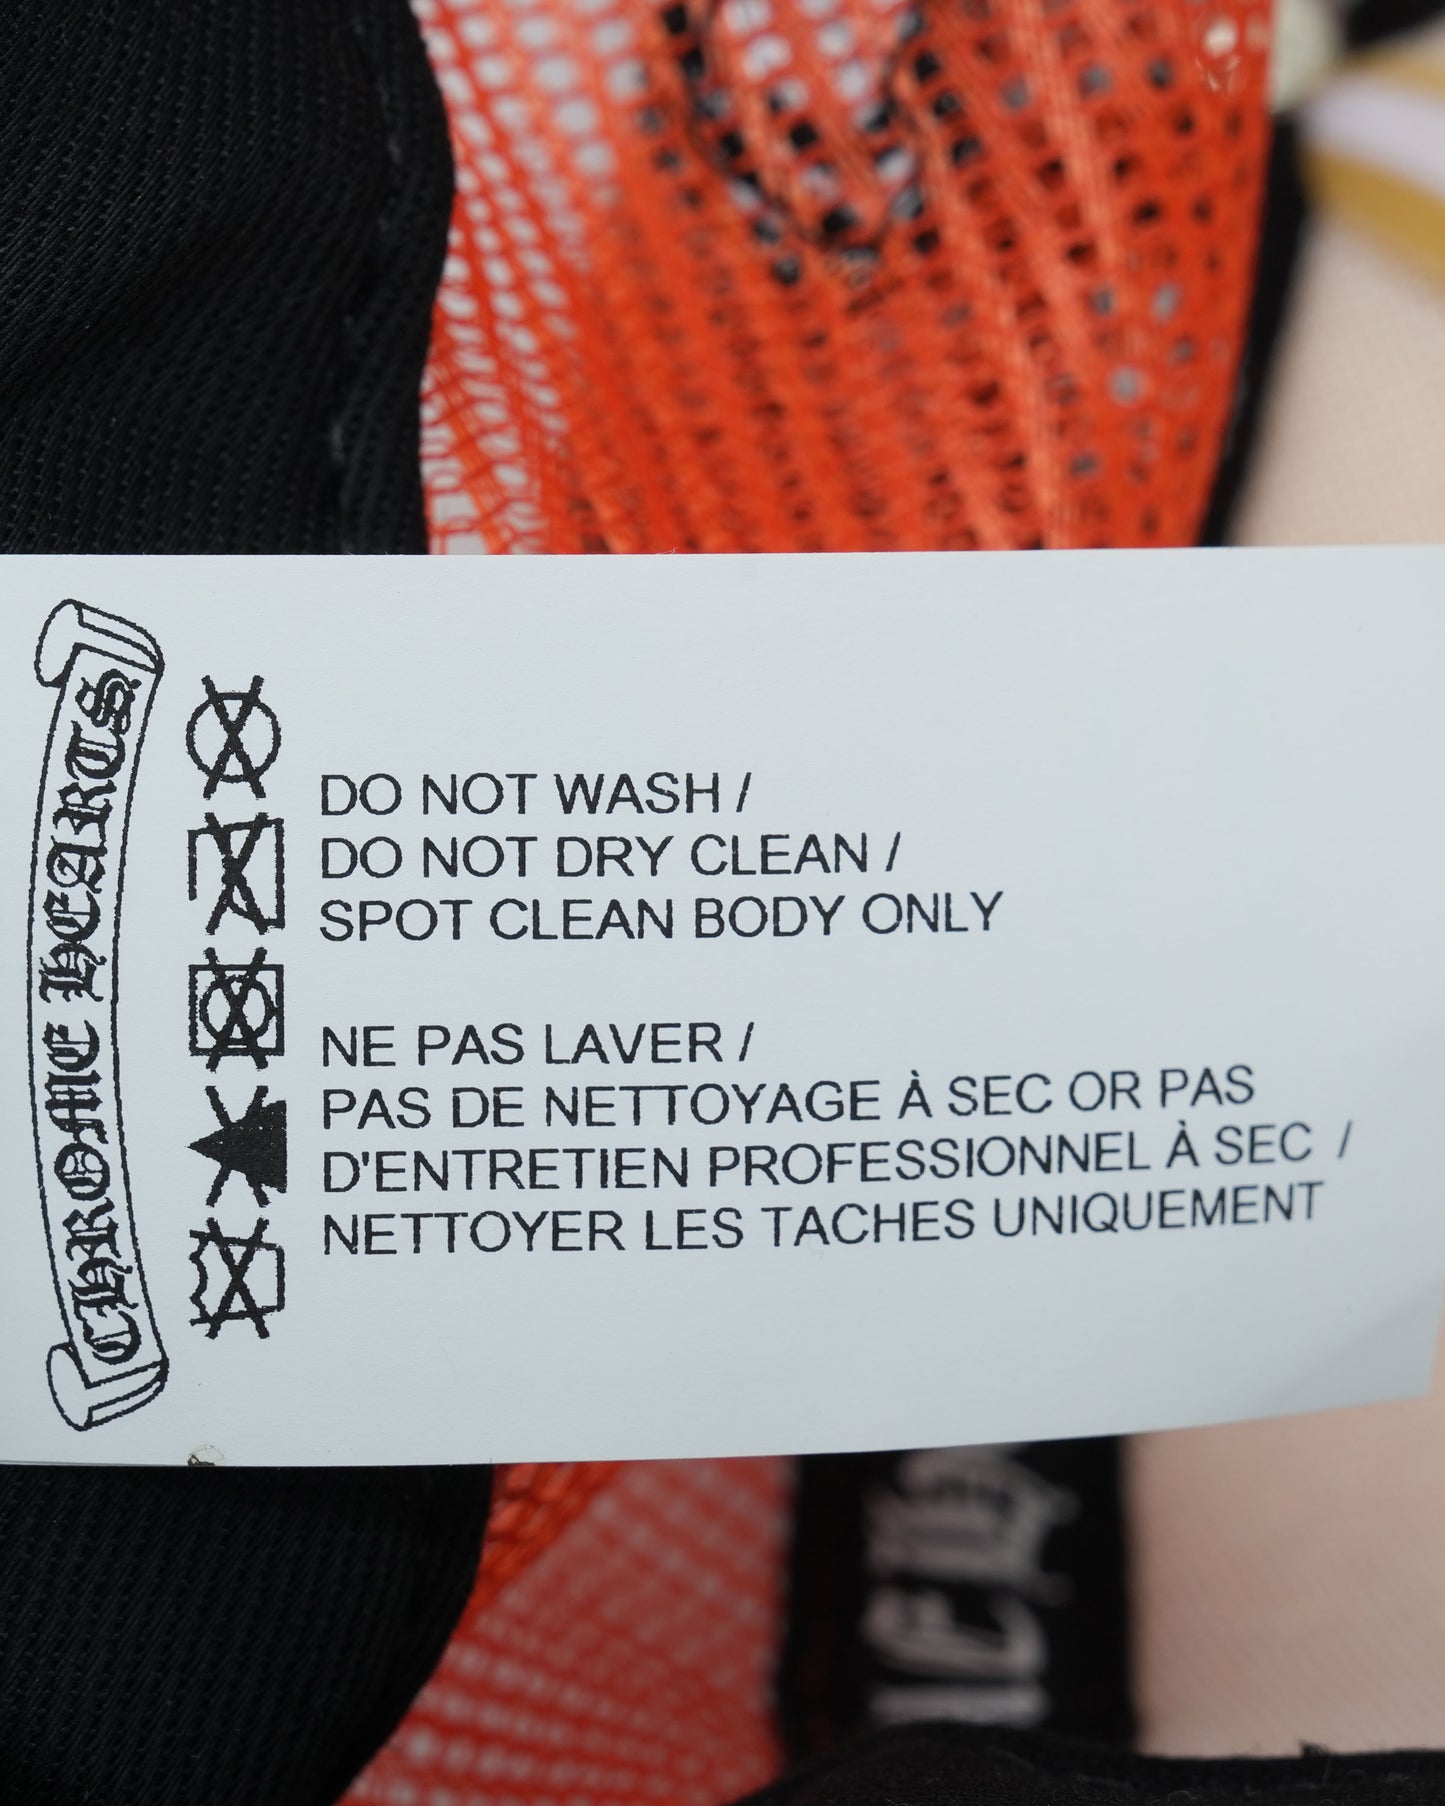 CHROME HEARTS
DO NOT WASH /
DO NOT DRY CLEAN /
SPOT CLEAN BODY ONLY
NE PAS LAVER /
PAS DE NETTOYAGE À SEC OR PAS
D'ENTRETIEN PROFESSIONNEL À SEC /
NETTOYER LES TACHES UNIQUEMENT